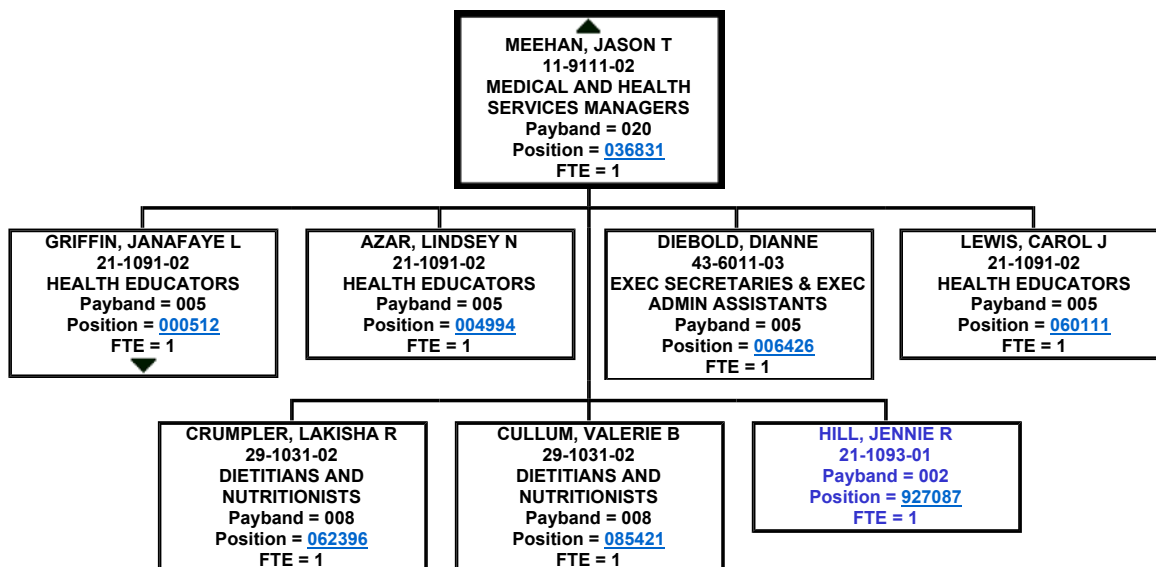 MEEHAN, JASON T
11-9111-02
MEDICAL AND HEALTH
SERVICES MANAGERS
Payband = 020
Position = 036831
FTE = 1
GRIFFIN, JANAFAYE L
21-1091-02
HEALTH EDUCATORS
Payband = 005
Position = 000512
FTE = 1
AZAR, LINDSEY N
21-1091-02
HEALTH EDUCATORS
Payband = 005
Position = 004994
FTE = 1
DIEBOLD, DIANNE
43-6011-03
EXEC SECRETARIES & EXEC
ADMIN ASSISTANTS
Payband = 005
Position = 006426
FTE = 1
LEWIS, CAROL J
21-1091-02
HEALTH EDUCATORS
Payband = 005
Position = 060111
FTE = 1
CRUMPLER, LAKISHA R
29-1031-02
DIETITIANS AND
NUTRITIONISTS
Payband = 008
Position = 062396
FTE = 1
CULLUM, VALERIE B
29-1031-02
DIETITIANS AND
NUTRITIONISTS
Payband = 008
Position = 085421
FTE = 1
HILL, JENNIE R
21-1093-01
Payband = 002
Position = 927087
FTE = 1